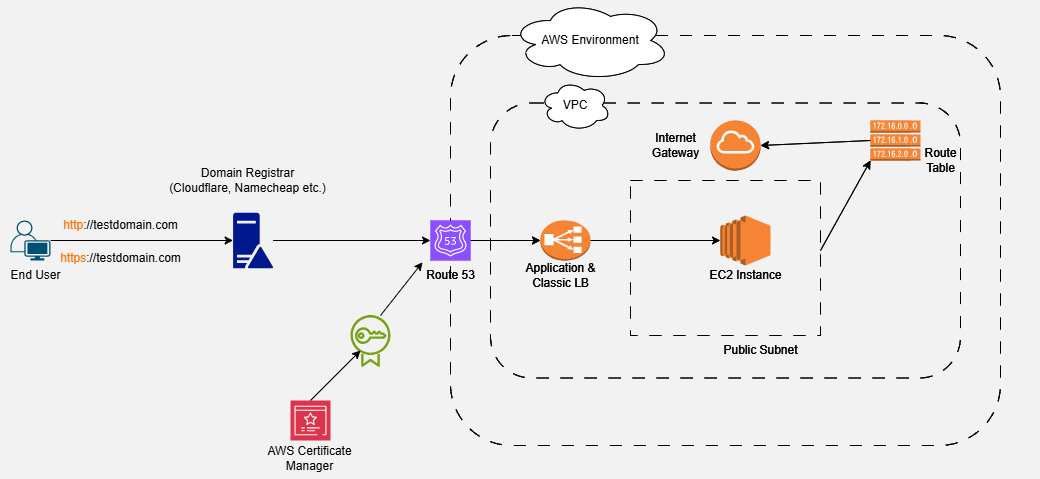 AWS Environment
VPC
172.16.0.0
172.16.1.0
172.16.2.0
Internet
Gateway
Route
Table
Domain Registrar
(Cloudflare, Namecheap etc.)
http://testdomain.com
https://testdomain.com
End User
53
Route 53
Application &
Classic LB
EC2 Instance
Public Subnet
AWS Certificate
Manager